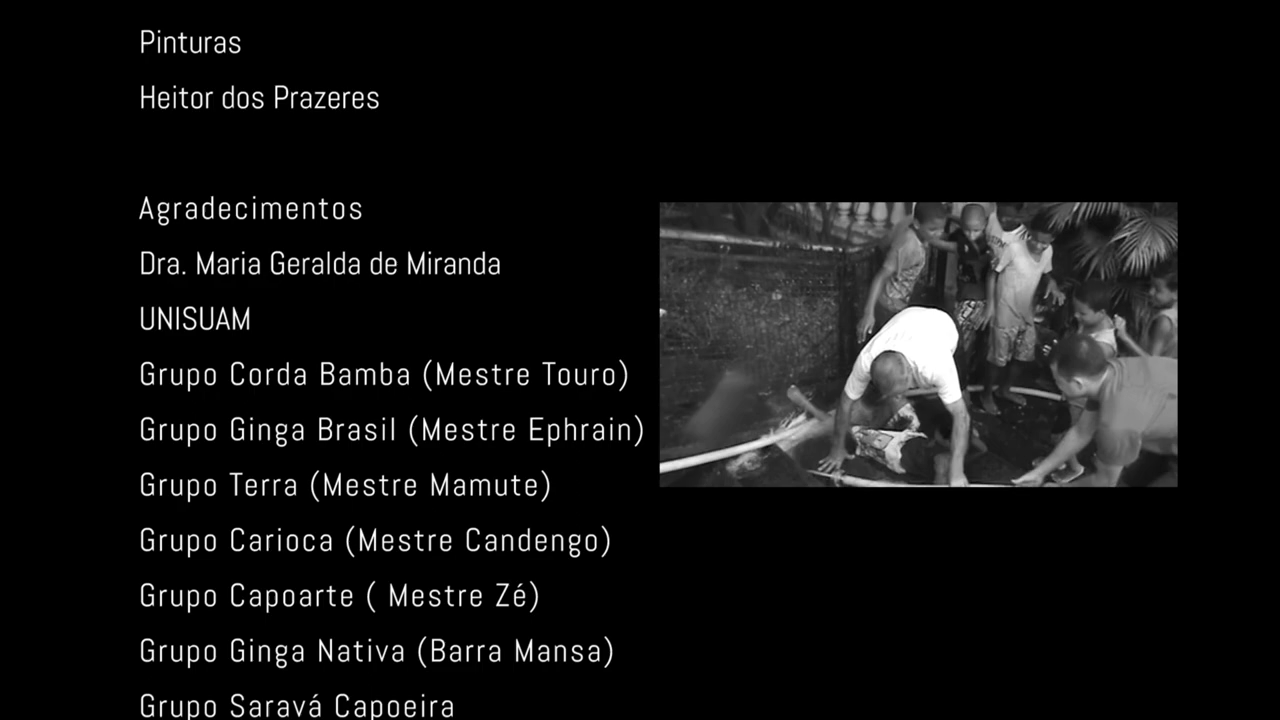 Pinturas
Heitor dos Prazeres
Agradecimentos
Dra. Maria Geralda de Miranda
UNISUAM
Grupo Corda Bamba (Mestre Touro)
Grupo Ginga Brasil (Mestre Ephrain)
Grupo Terra (Mestre Mamute)
Grupo Carioca (Mestre Candengo)
Grupo Capoarte ( Mestre Zé)
Grupo Ginga Nativa (Barra Mansa)
Grupo Saravá Capoeira